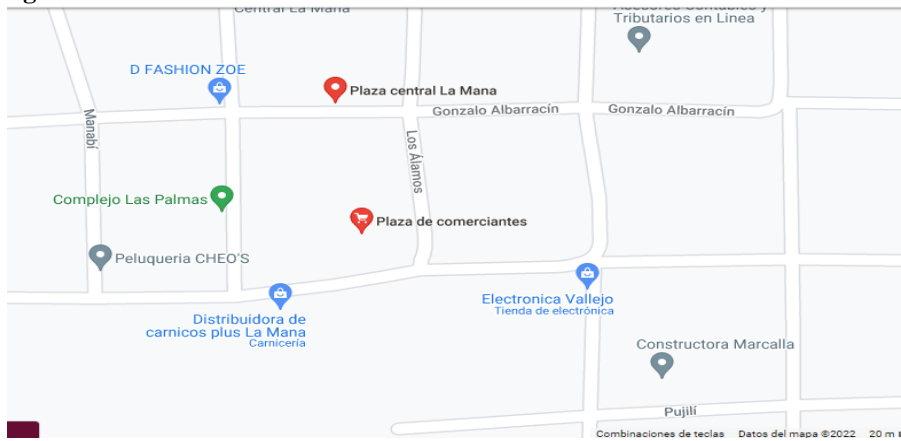 Central La Mana
Asesores Contables y
Tributarios en Linea
D FASHION ZOE
Plaza central La Mana
Gonzalo Albarracín
Gonzalo Albarracín
Manabí
Los Álamos
Complejo Las Palmas
Plaza de comerciantes
Peluqueria CHEO'S
Electronica Vallejo
Tienda de electrónica
Distribuidora de
carnicos plus La Mana
Carnicería
Constructora Marcalla
Pujilí
Combinaciones de teclas Datos del mapa ©2022 20 m